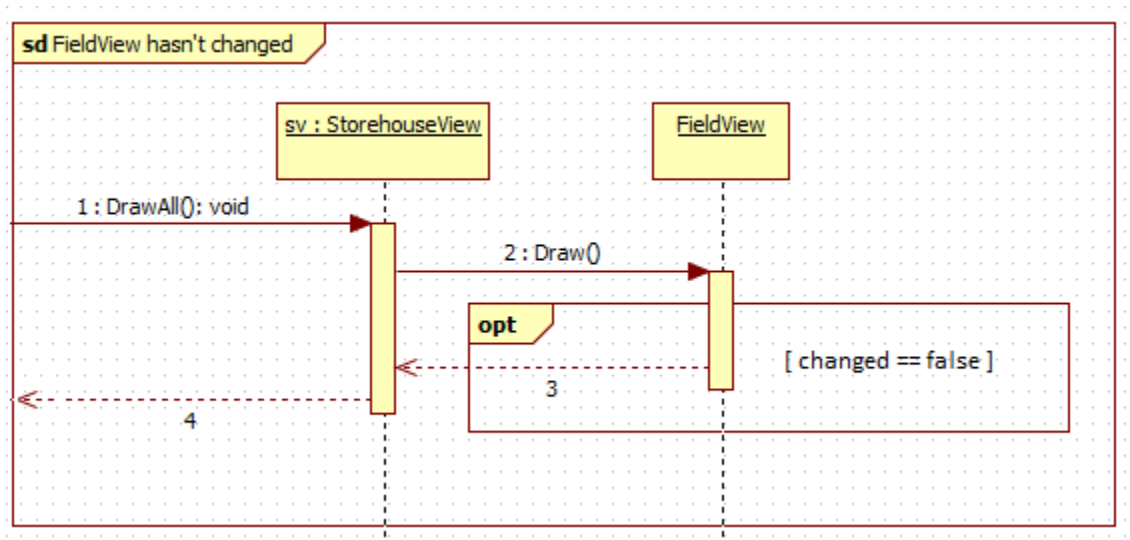 sd FieldView hasn't changed
sv : StorehouseView
FieldView
1 : DrawAll(): void
2 : Draw()
opt
[ changed == false ]
3
4